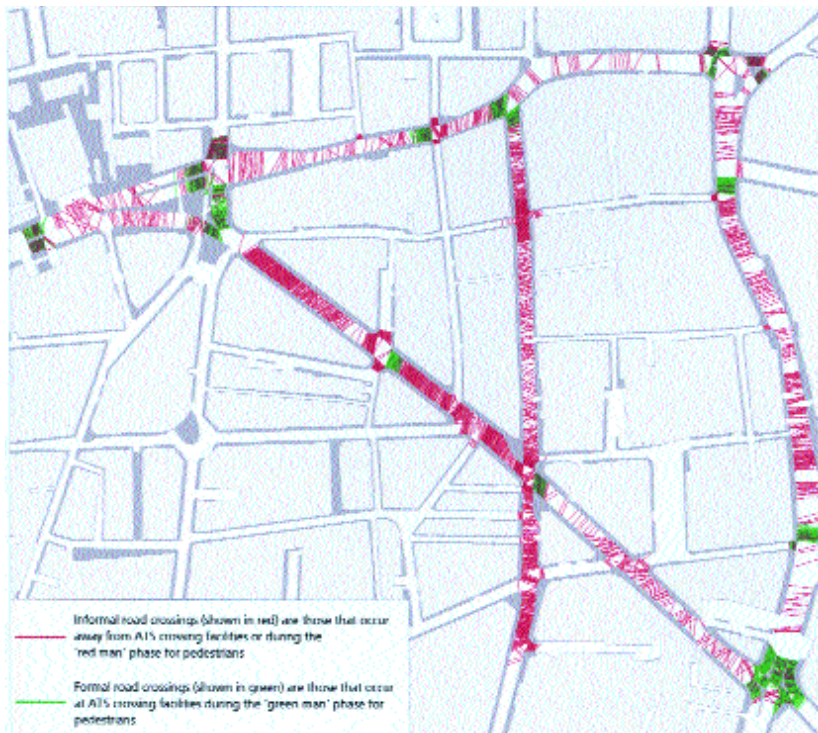 Informal road crossings (shown in red) are those that occur
away from ATS crossing facilities or during the
'red man' phase for pedestrians
Formal road crossings (shown in green) are those that occur
at ATS crossing facilities during the 'green man' phase for
pedestrians